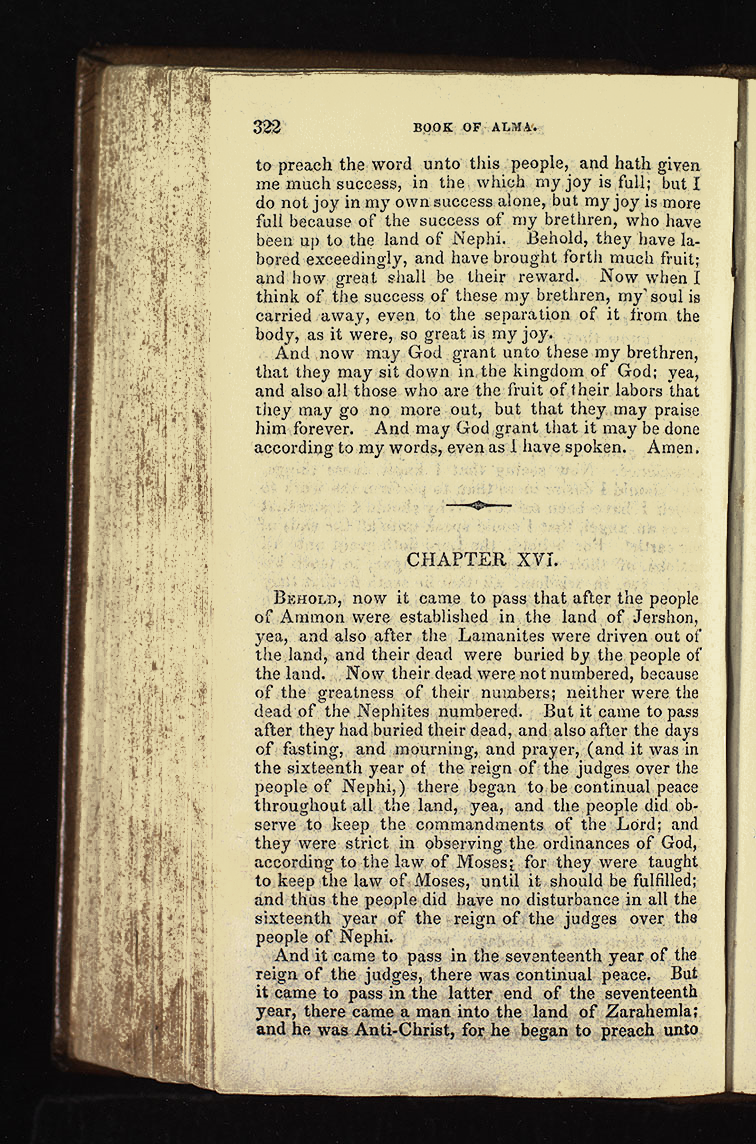 322 BOOK OF ALMA.
to preach the word unto this people, and hath given
me much success, in the which my joy is full; but I
do not joy in my own success alone, but my joy is more
full because of the success of my brethren, who have
been up to the land of Nephi. Behold, they have la-
bored exceedingly, and have brought forth much fruit;
and how great shall be their reward. Now when I
think of the success of these my brethren, my soul is
carried away, even to the separation of it from the
body, as it were, so great is my joy.
And now may God grant unto these my brethren,
that they may sit down in the kingdom of God; yea,
and also all those who are the fruit of their labors that
they may go no more out, but that they may praise
him forever. And may God grant that it may be done
according to my words, even as I have spoken. Amen.
CHAPTER XVI.
BEHOLD, now it came to pass that after the people
of Ammon were established in the land of Jershon,
yea, and also after the Lamanites were driven out of
the land, and their dead were buried by the people of
the land. Now their dead were not numbered, because
of the greatness of their numbers; neither were the
dead of the Nephites numbered. But it came to pass
after they had buried their dead, and also after the days
of fasting, and mourning, and prayer, (and it was in
the sixteenth year of the reign of the judges over the
people of Nephi,) there began to be continual peace
throughout all the land, yea, and the people did ob-
serve to keep the commandments of the Lord; and
they were strict in observing the ordinances of God,
according to the law of Moses; for they were taught
to keep the law of Moses, until it should be fulfilled;
and thus the people did have no disturbance in all the
sixteenth year of the reign of the judges over the
people of Nephi.
And it came to pass in the seventeenth year of the
reign of the judges, there was continual peace. But
it came to pass in the latter end of the seventeenth
year, there came a man into the land of Zarahemla;
and he was Anti-Christ, for he began to preach unto